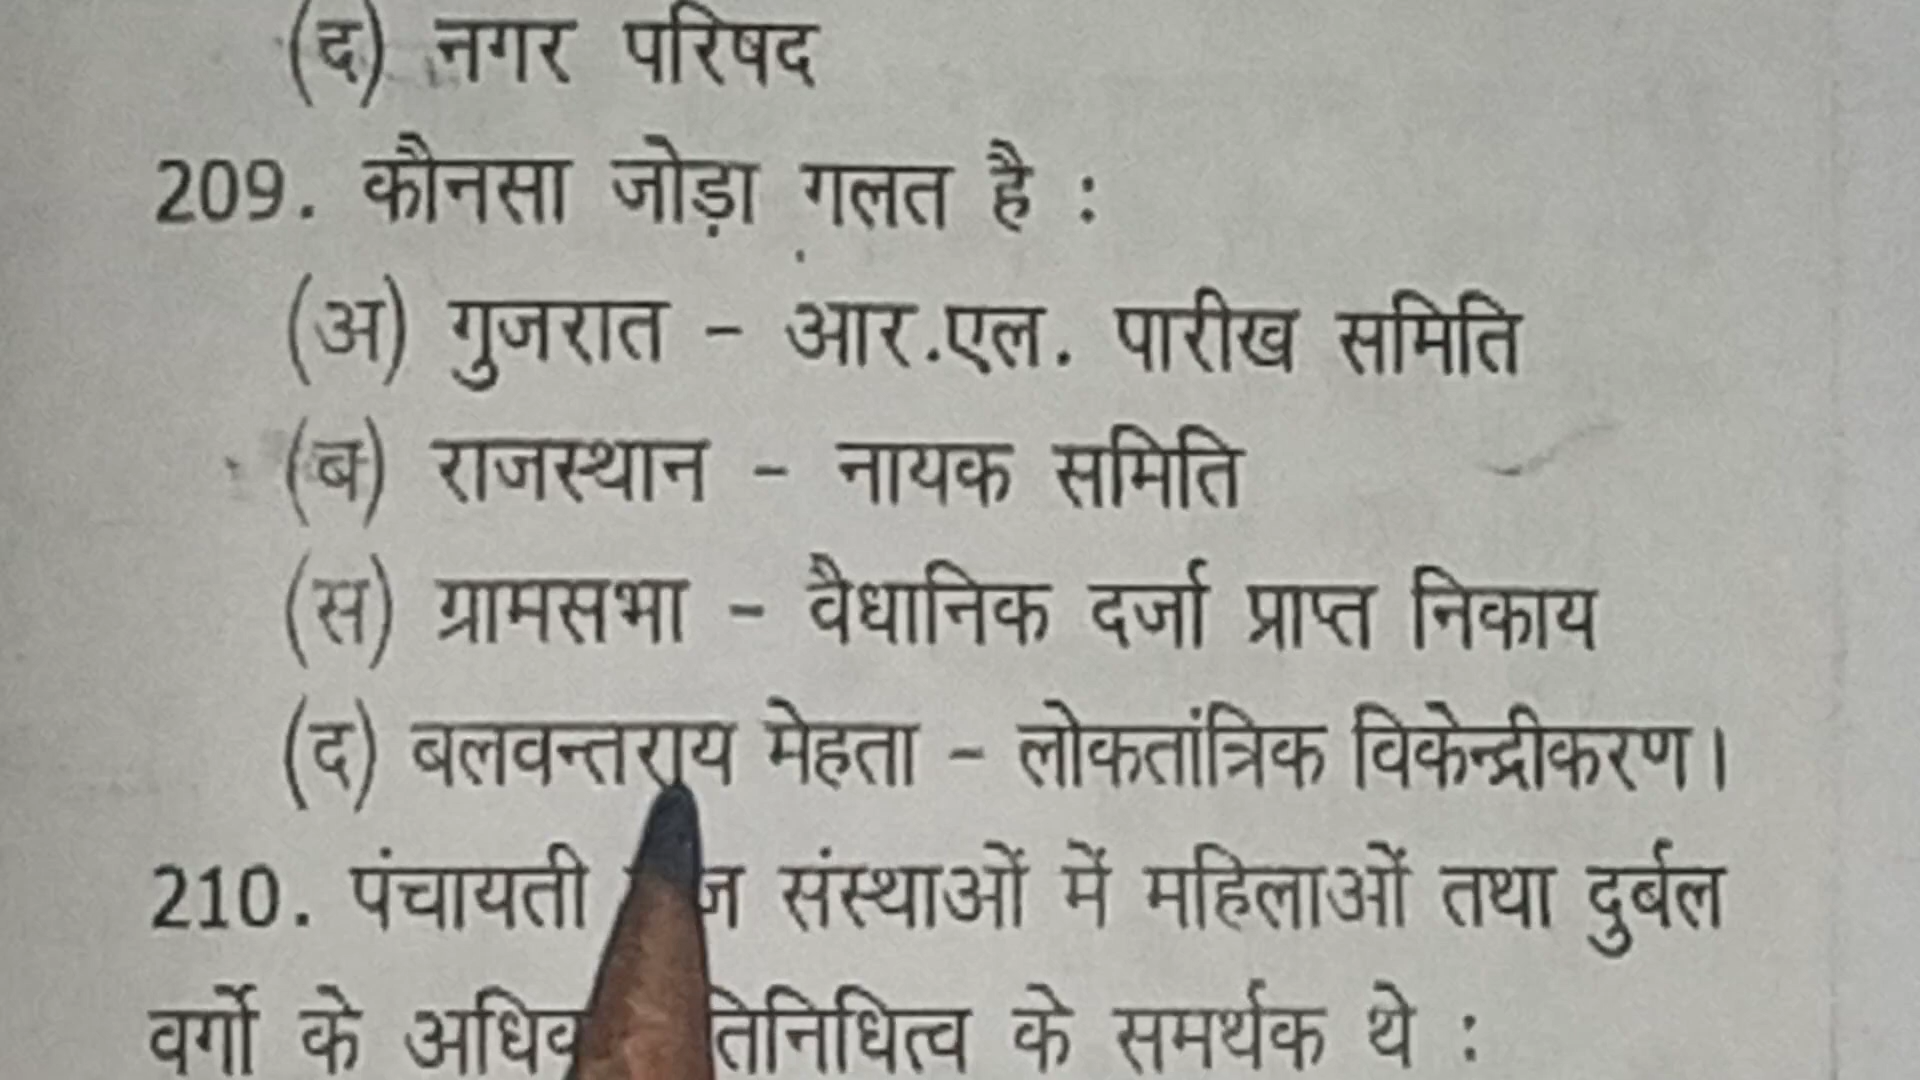 (द) नगर परिषद
209. कौनसा जोड़ा गलत है :
(अ) गुजरात - आर.एल. पारीख समिति
(ब) राजस्थान - नायक समिति
(स) ग्रामसभा - वैधानिक दर्जा प्राप्त निकाय
(द) बलवन्तराय मेहता - लोकतांत्रिक विकेन्द्रीकरण।
210. पंचायती संस्थाओं में महिलाओं तथा दुर्बल
वर्गो के के समर्थक थे :